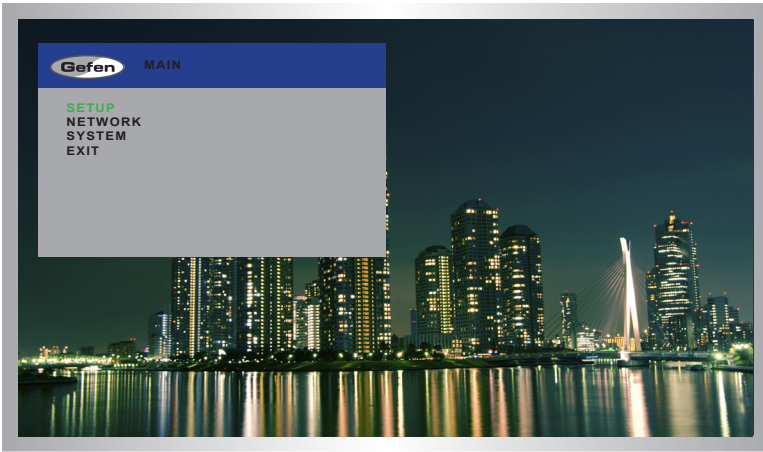 Gefen
MAIN
SETUP
NETWORK
SYSTEM
EXIT